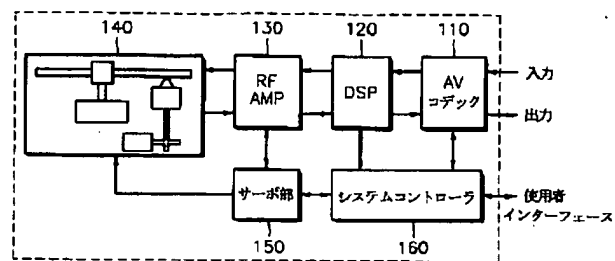 140
130
120
110
RF
AMP
DSP
AV
コデック
入力
出力
サーボ部
システムコントローラ
使用者
インターフェース
150
160